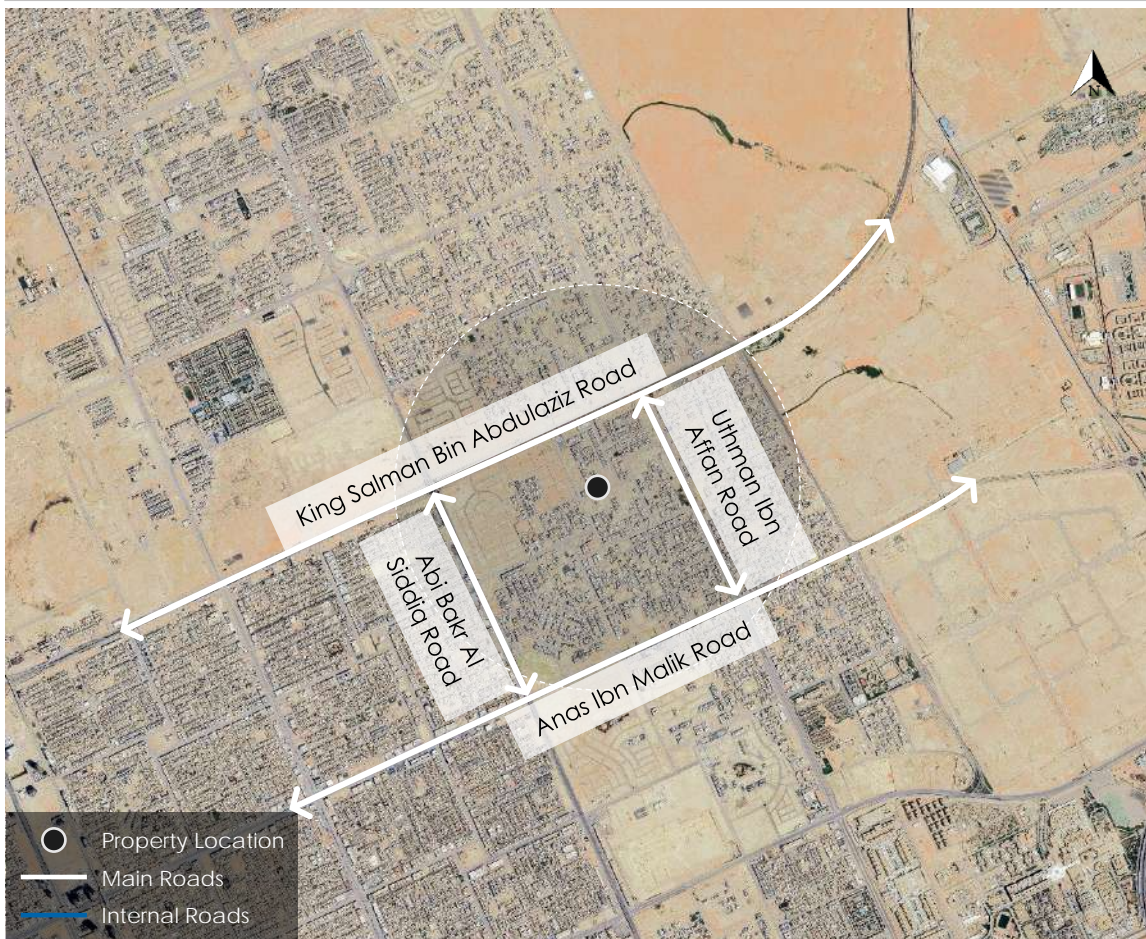 N
King Salman Bin Abdulaziz Road
Uthman Ibn
Affan Road
Abi Bakr Al
Siddiq Road
Anas Ibn Malik Road
Property Location
Main Roads
Internal Roads